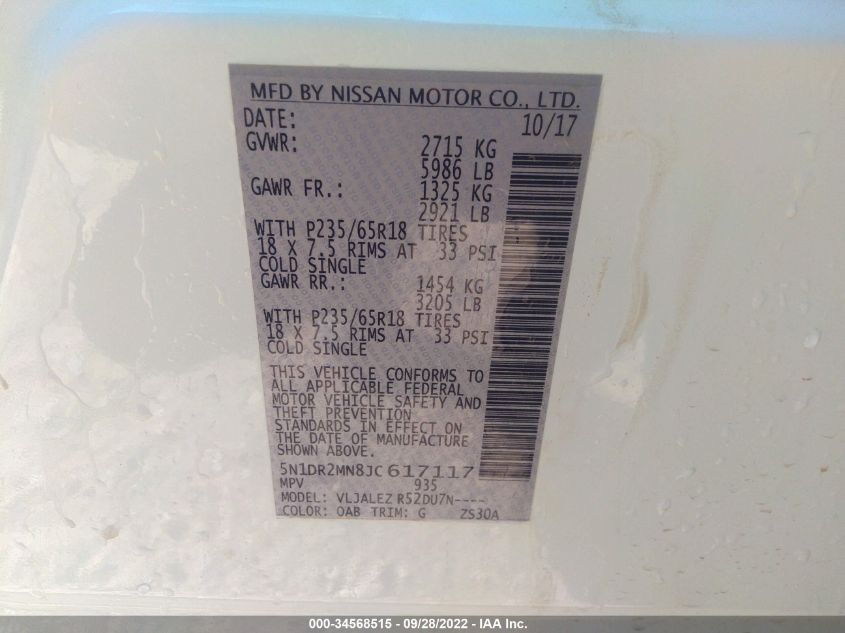 MFD BY NISSAN MOTOR CO., LTD.
DATE: 10/17
GVWR: 2715 KG
5986 LB
GAWR FR.: 1325 KG
2921 LB
WITH P235/65R18 TIRES
18 X 7.5 RIMS AT 33 PSI
COLD SINGLE
GAWR RR.: 1454 KG
3205 LB
WITH P235/65R18 TIRES
18 X 7.5 RIMS AT 33 PSI
COLD SINGLE
THIS VEHICLE CONFORMS TO
ALL APPLICABLE FEDERAL
MOTOR VEHICLE SAFETY AND
THEFT PREVENTION
STANDARDS IN EFFECT ON
THE DATE OF MANUFACTURE
SHOWN ABOVE.
5N1DR2MN8JC617117
MPV 935
MODEL: VLJALEZ R52DU7N----
COLOR: OAB TRIM: G ZS30A
000-34568515 - 09/28/2022 - IAA Inc.